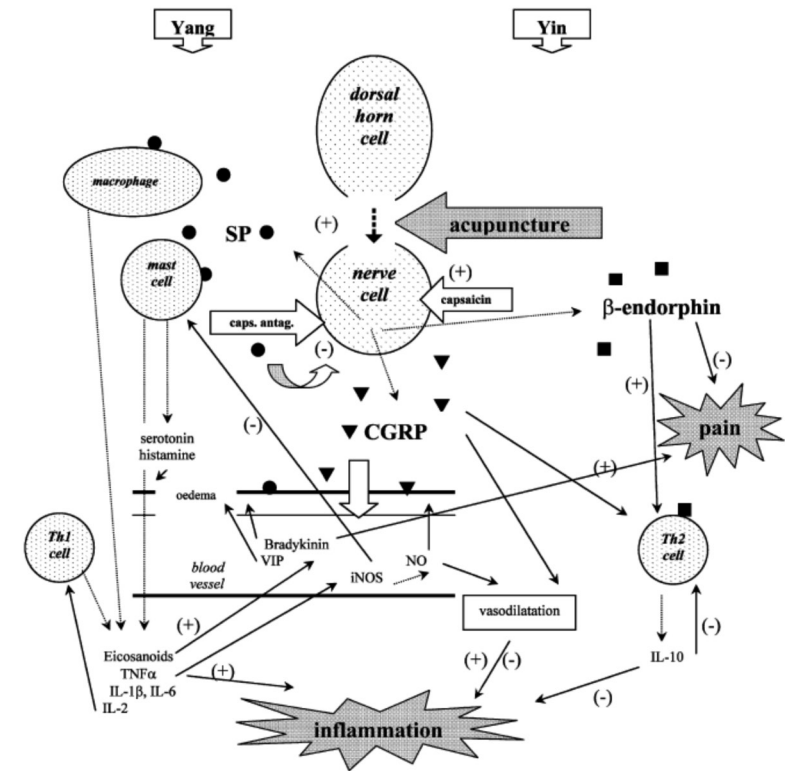 Yang
Yin
dorsal
horn
cell
macrophage
(+)
acupuncture
SP
mast
cell
nerve
cell
(+)
capsaicin
caps. antag.
(-)
β-endorphin
(-)
(+)
pain
CGRP
(-)
serotonin
histamine
(+)
oedema
Th1
cell
Bradykinin
VIP
NO
iNOS
blood
vessel
Th2
cell
vasodilatation
(+)
(-)
Eicosanoids
TNFα
IL-1β, IL-6
IL-2
(+)
(+) (-)
IL-10
(-)
inflammation